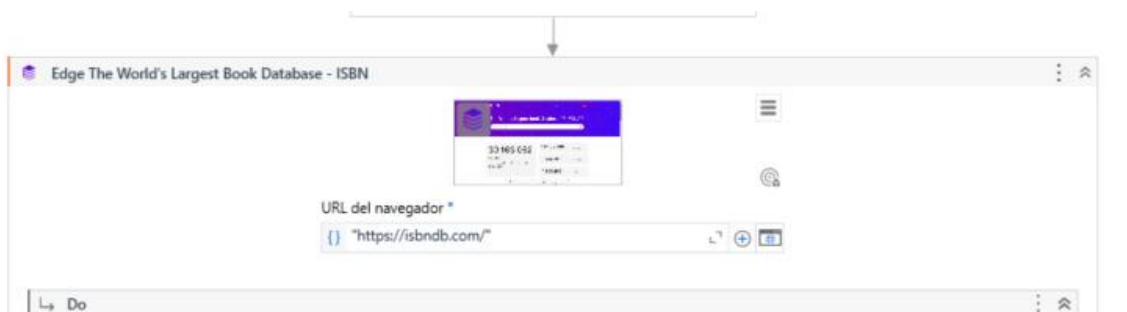 Edge The World's Largest Book Database - ISBN
URL del navegador *
{} "https://isbndb.com/"
Do